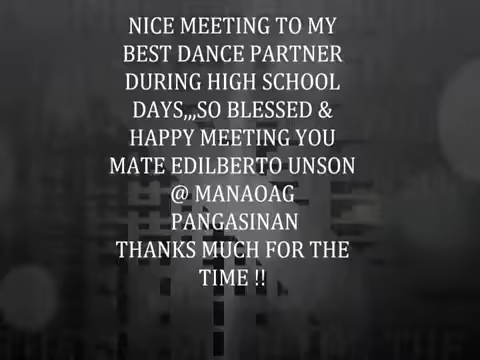 NICE MEETING TO MY
BEST DANCE PARTNER
DURING HIGH SCHOOL
DAYS,,,SO BLESSED &
HAPPY MEETING YOU
MATE EDILBERTO UNSON
@ MANAOAG
PANGASINAN
THANKS MUCH FOR THE
TIME !!